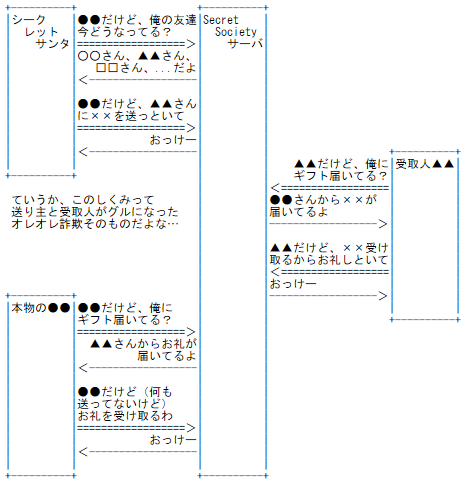 シーク
レット
サンタ
●●だけど、俺の友達
今どうなってる？
==================>
〇〇さん、▲▲さん、
□□さん、...だよ
<------------------
●●だけど、▲▲さん
に××を送っといて
==================>
おっけー
<------------------
Secret
Society
サーバ
▲▲だけど、俺に
ギフト届いてる？
<==================
●●さんから××が
届いてるよ
------------------>
▲▲だけど、××受け
取るからお礼しといて
<==================
おっけー
------------------>
受取人▲▲
ていうか、このしくみって
送り主と受取人がグルになった
オレオレ詐欺そのものだよな…
本物の●●
●●だけど、俺に
ギフト届いてる？
==================>
▲▲さんからお礼が
届いてるよ
<------------------
●●だけど（何も
送ってないけど）
お礼を受け取るわ
==================>
おっけー
<------------------